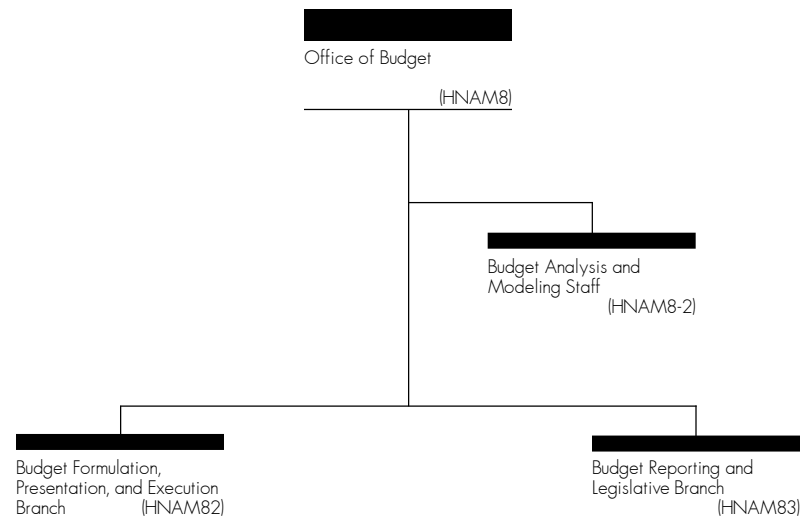 Office of Budget
(HNAM8)
Budget Analysis and
Modeling Staff
(HNAM8-2)
Budget Formulation,
Presentation, and Execution
Branch (HNAM82)
Budget Reporting and
Legislative Branch
(HNAM83)